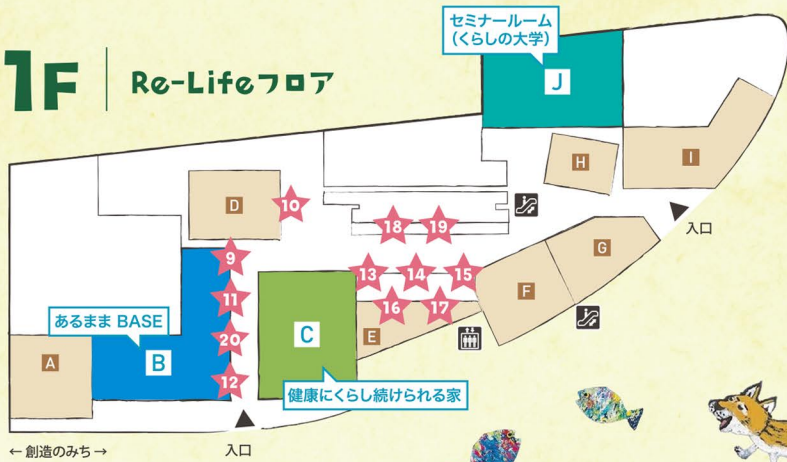 1F
Re-Lifeフロア
セミナールーム
（くらしの大学）
J
I
H
D
10
18
19
入口
9
G
13
14
15
11
F
あるまま BASE
16
17
C
E
20
A
B
12
健康にくらし続けられる家
← 創造のみち →
入口